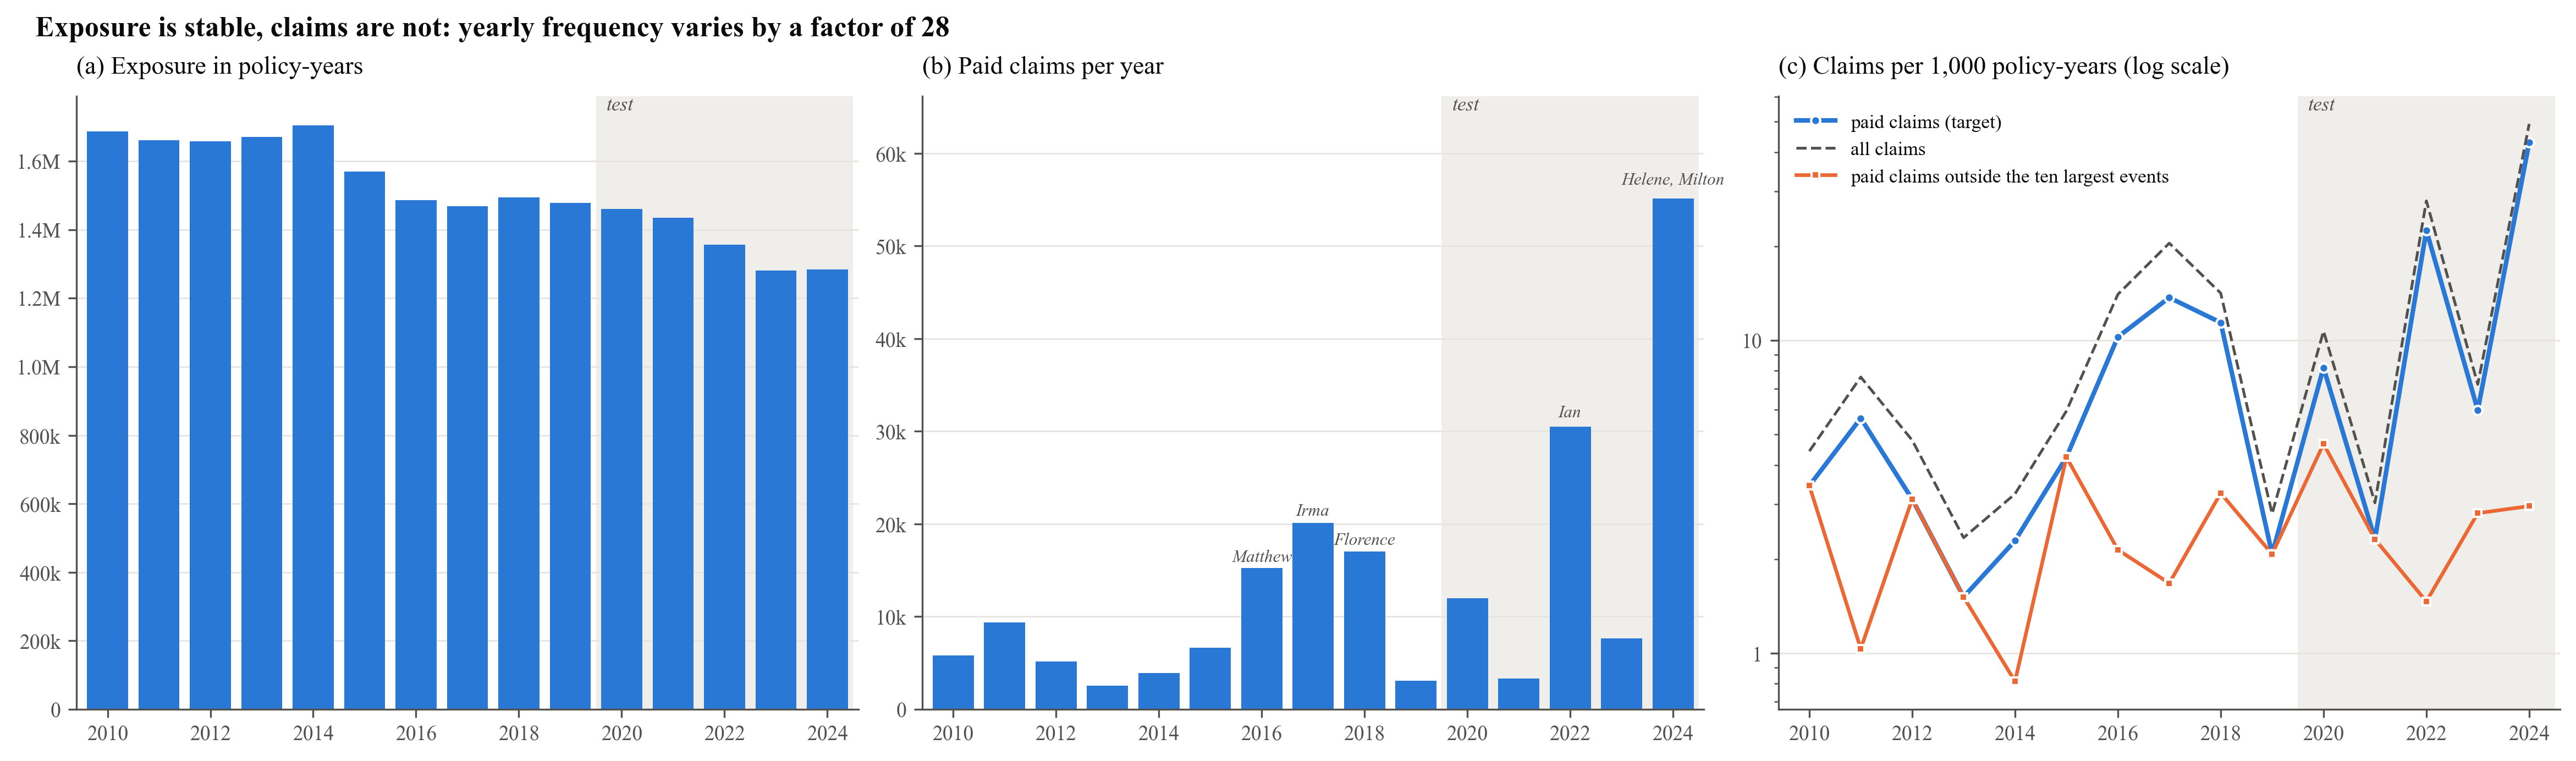 Exposure is stable, claims are not: yearly frequency varies by a factor of 28
(a) Exposure in policy-years
test
1.6M
1.4M
1.2M
1.0M
800k
600k
400k
200k
0
2010 2012 2014 2016 2018 2020 2022 2024
(b) Paid claims per year
test
60k
50k
40k
30k
20k
10k
0
Helene, Milton
Ian
Irma
Florence
Matthew
2010 2012 2014 2016 2018 2020 2022 2024
(c) Claims per 1,000 policy-years (log scale)
test
paid claims (target)
all claims
paid claims outside the ten largest events
10
1
2010 2012 2014 2016 2018 2020 2022 2024